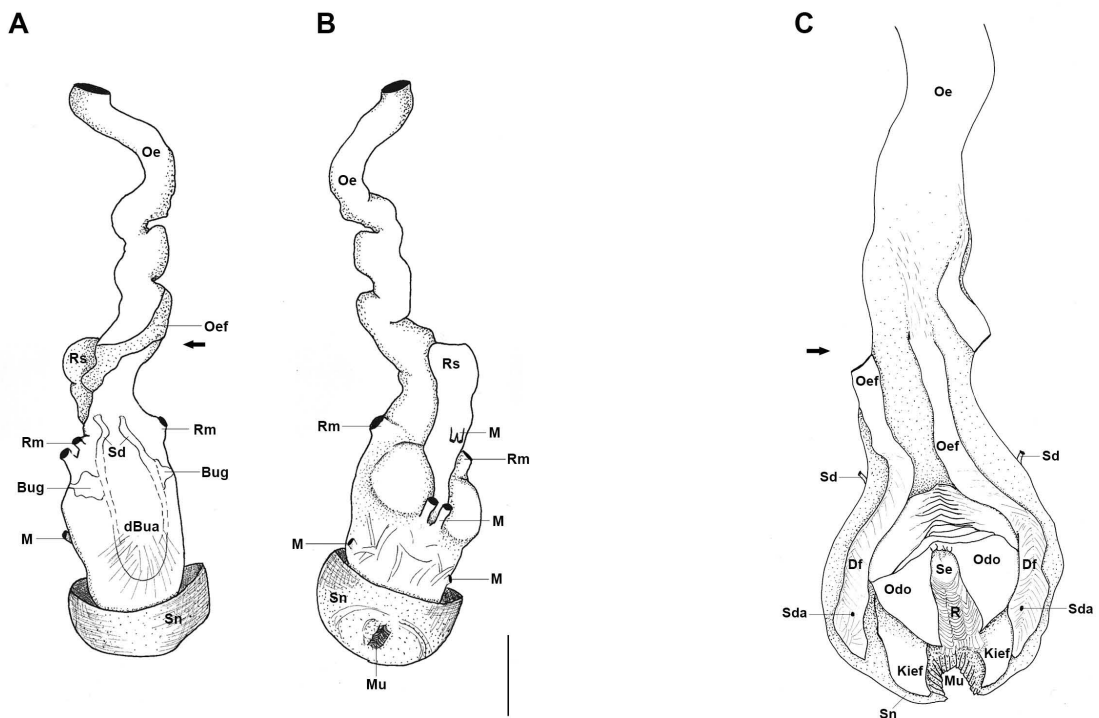 A
B
C
Oe
Oef
Rs
Rm
Rm
Sd
Bug
Bug
dBua
M
Sn
Oe
Rs
Rm
M
Rm
M
M
M
Sn
Mu
Oe
Oef
Oef
Sd
Sd
Df
Odo
Se
Odo
Df
Sda
R
Sda
Kief
Kief
Mu
Sn